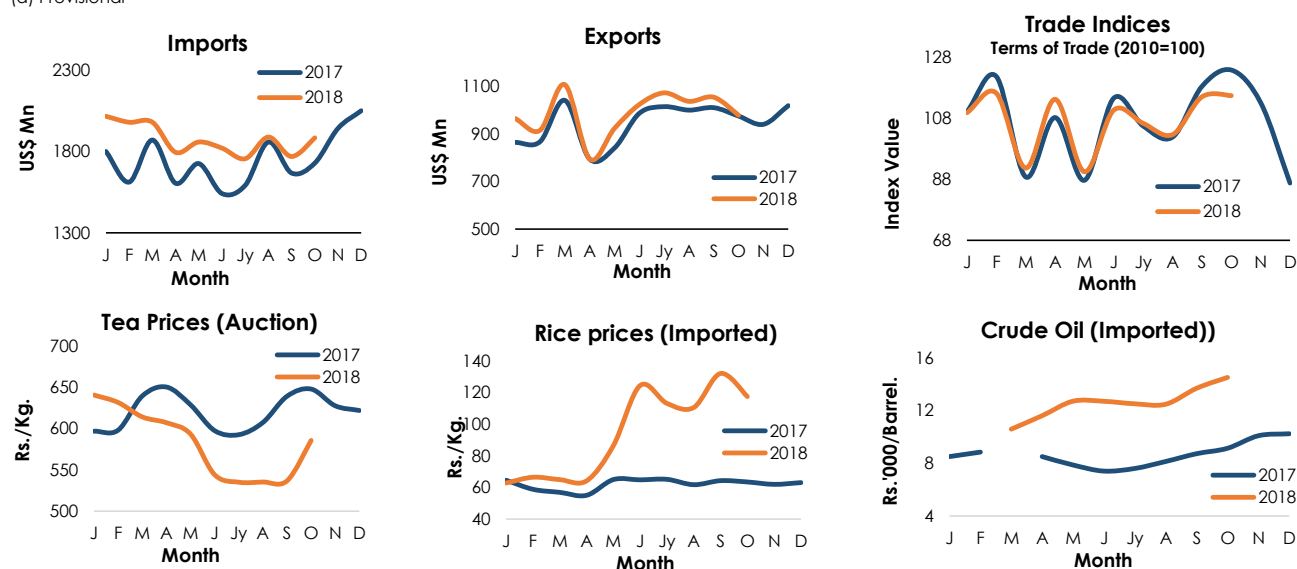 (a) Provisional
Imports
2300
1800
1300
US$ Mn
2017
2018
J F M A M J Jy A S O N D
Month
Exports
1100
900
700
500
US$ Mn
2017
2018
J F M A M J Jy A S O N D
Month
Trade Indices
Terms of Trade (2010=100)
128
108
88
68
Index Value
2017
2018
J F M A M J Jy A S O N D
Month
Tea Prices (Auction)
700
650
600
550
500
Rs./Kg.
2017
2018
J F M A M J Jy A S O N D
Month
Rice prices (Imported)
140
120
100
80
60
40
Rs./Kg.
2017
2018
J F M A M J Jy A S O N D
Month
Crude Oil (Imported))
16
12
8
4
Rs.'000/Barrel.
2017
2018
J F M A M J Jy A S O N D
Month